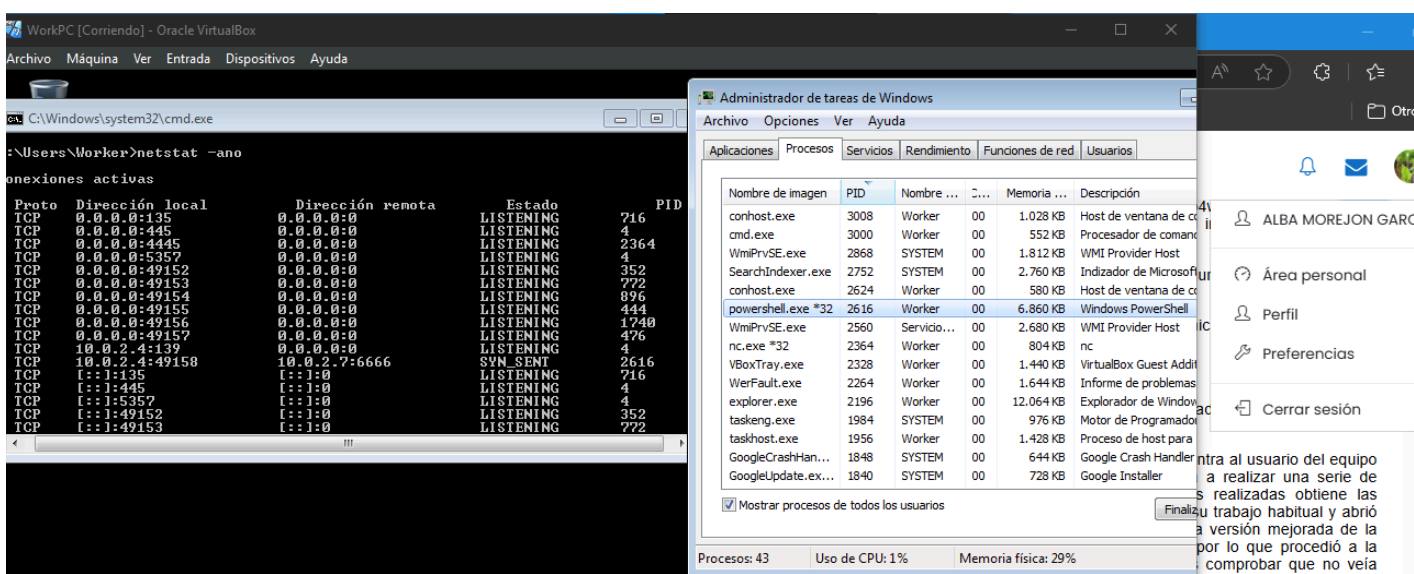 WorkPC [Corriendo] - Oracle VirtualBox
Archivo Máquina Ver Entrada Dispositivos Ayuda
C:\Windows\system32\cmd.exe
:\Users\Worker>netstat -ano
onexiones activas
Proto Dirección local Dirección remota Estado PID
TCP 0.0.0.0:135 0.0.0.0:0 LISTENING 716
TCP 0.0.0.0:445 0.0.0.0:0 LISTENING 4
TCP 0.0.0.0:4445 0.0.0.0:0 LISTENING 2364
TCP 0.0.0.0:5357 0.0.0.0:0 LISTENING 4
TCP 0.0.0.0:49152 0.0.0.0:0 LISTENING 352
TCP 0.0.0.0:49153 0.0.0.0:0 LISTENING 772
TCP 0.0.0.0:49154 0.0.0.0:0 LISTENING 896
TCP 0.0.0.0:49155 0.0.0.0:0 LISTENING 444
TCP 0.0.0.0:49156 0.0.0.0:0 LISTENING 1740
TCP 0.0.0.0:49157 0.0.0.0:0 LISTENING 476
TCP 10.0.2.4:139 0.0.0.0:0 LISTENING 4
TCP 10.0.2.4:49158 10.0.2.7:6666 SYN_SENT 2616
TCP [::]:135 [::]:0 LISTENING 716
TCP [::]:445 [::]:0 LISTENING 4
TCP [::]:5357 [::]:0 LISTENING 4
TCP [::]:49152 [::]:0 LISTENING 352
TCP [::]:49153 [::]:0 LISTENING 772
Administrador de tareas de Windows
Archivo Opciones Ver Ayuda
Aplicaciones Procesos Servicios Rendimiento Funciones de red Usuarios
Nombre de imagen PID Nombre ... C... Memoria ... Descripción
conhost.exe 3008 Worker 00 1.028 KB Host de ventana de co
cmd.exe 3000 Worker 00 552 KB Procesador de comand
WmiPrvSE.exe 2868 SYSTEM 00 1.812 KB WMI Provider Host
SearchIndexer.exe 2752 SYSTEM 00 2.760 KB Indizador de Microsoft
conhost.exe 2624 Worker 00 580 KB Host de ventana de co
powershell.exe *32 2616 Worker 00 6.860 KB Windows PowerShell
WmiPrvSE.exe 2560 Servicio... 00 2.680 KB WMI Provider Host
nc.exe *32 2364 Worker 00 804 KB nc
VBoxTray.exe 2328 Worker 00 1.440 KB VirtualBox Guest Addit
WerFault.exe 2264 Worker 00 1.644 KB Informe de problemas
explorer.exe 2196 Worker 00 12.064 KB Explorador de Window
taskeng.exe 1984 SYSTEM 00 976 KB Motor de Programador
taskhost.exe 1956 Worker 00 1.428 KB Proceso de host para
GoogleCrashHan... 1848 SYSTEM 00 644 KB Google Crash Handler
GoogleUpdate.ex... 1840 SYSTEM 00 728 KB Google Installer
Mostrar procesos de todos los usuarios
Finaliz
Procesos: 43 Uso de CPU: 1% Memoria física: 29%
Otro
ALBA MOREJON GARC
Área personal
Perfil
Preferencias
Cerrar sesión
ntra al usuario del equipo
a realizar una serie de
s realizadas obtiene las
u trabajo habitual y abrió
a versión mejorada de la
por lo que procedió a la
comprobar que no veía